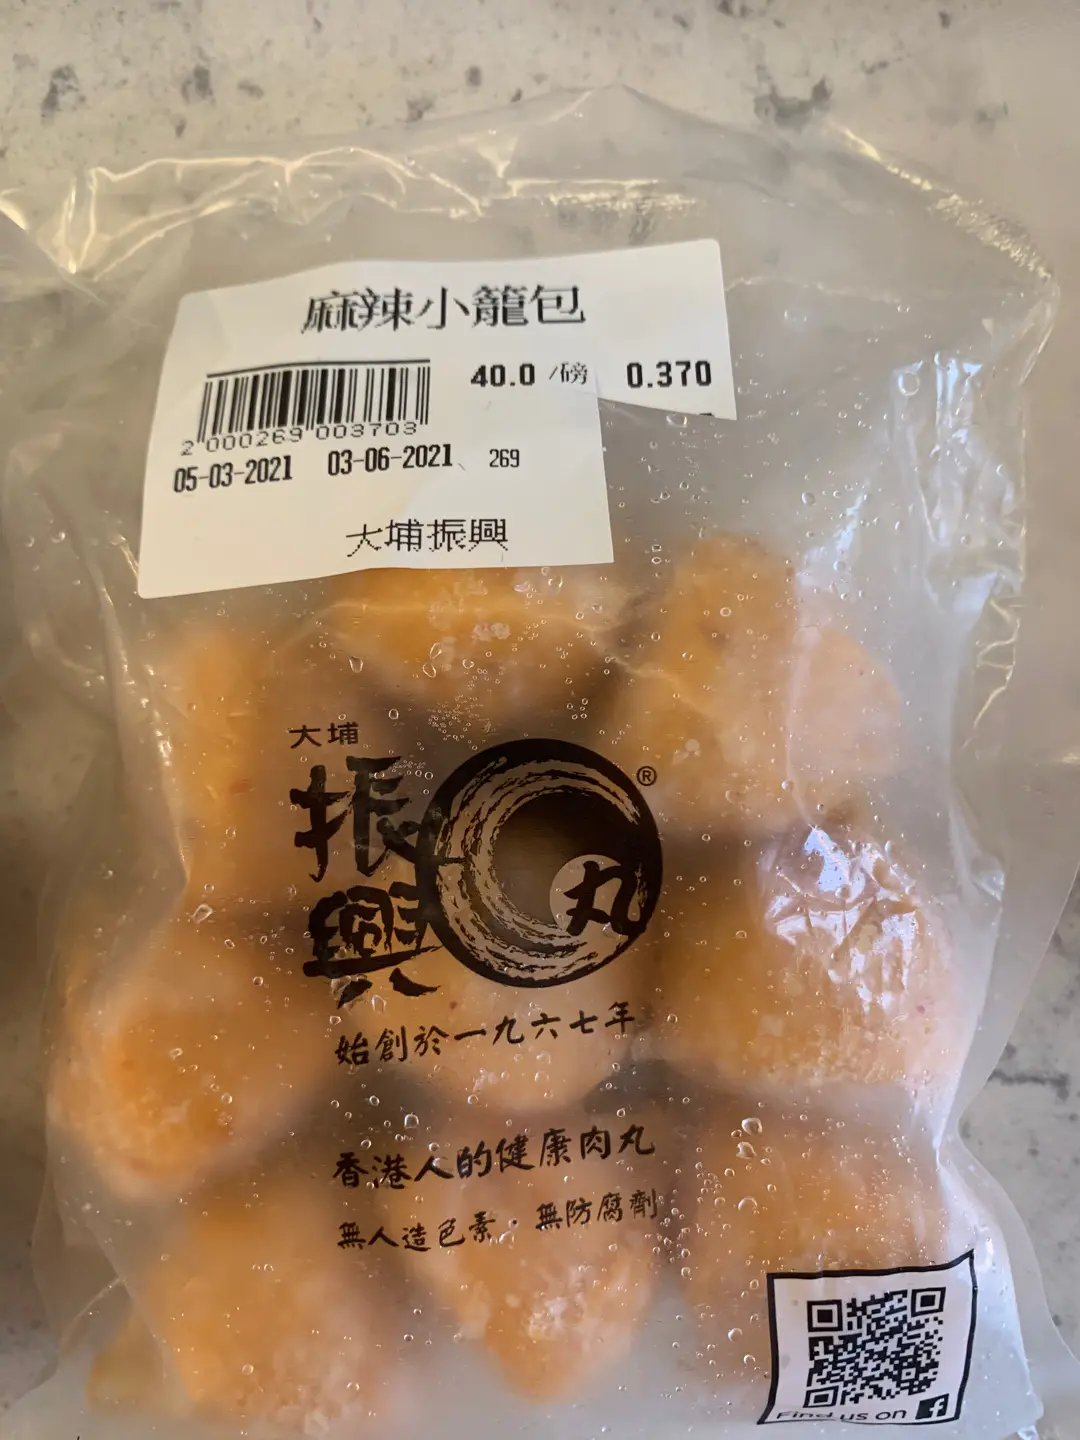 麻辣小籠包
40.0 /磅 0.370
2 000269 003703
05-03-2021 03-06-2021 269
大埔振興
大埔
振興
®
丸
始創於一九六七年
香港人的健康肉丸
無人造色素．無防腐劑
Find us on f